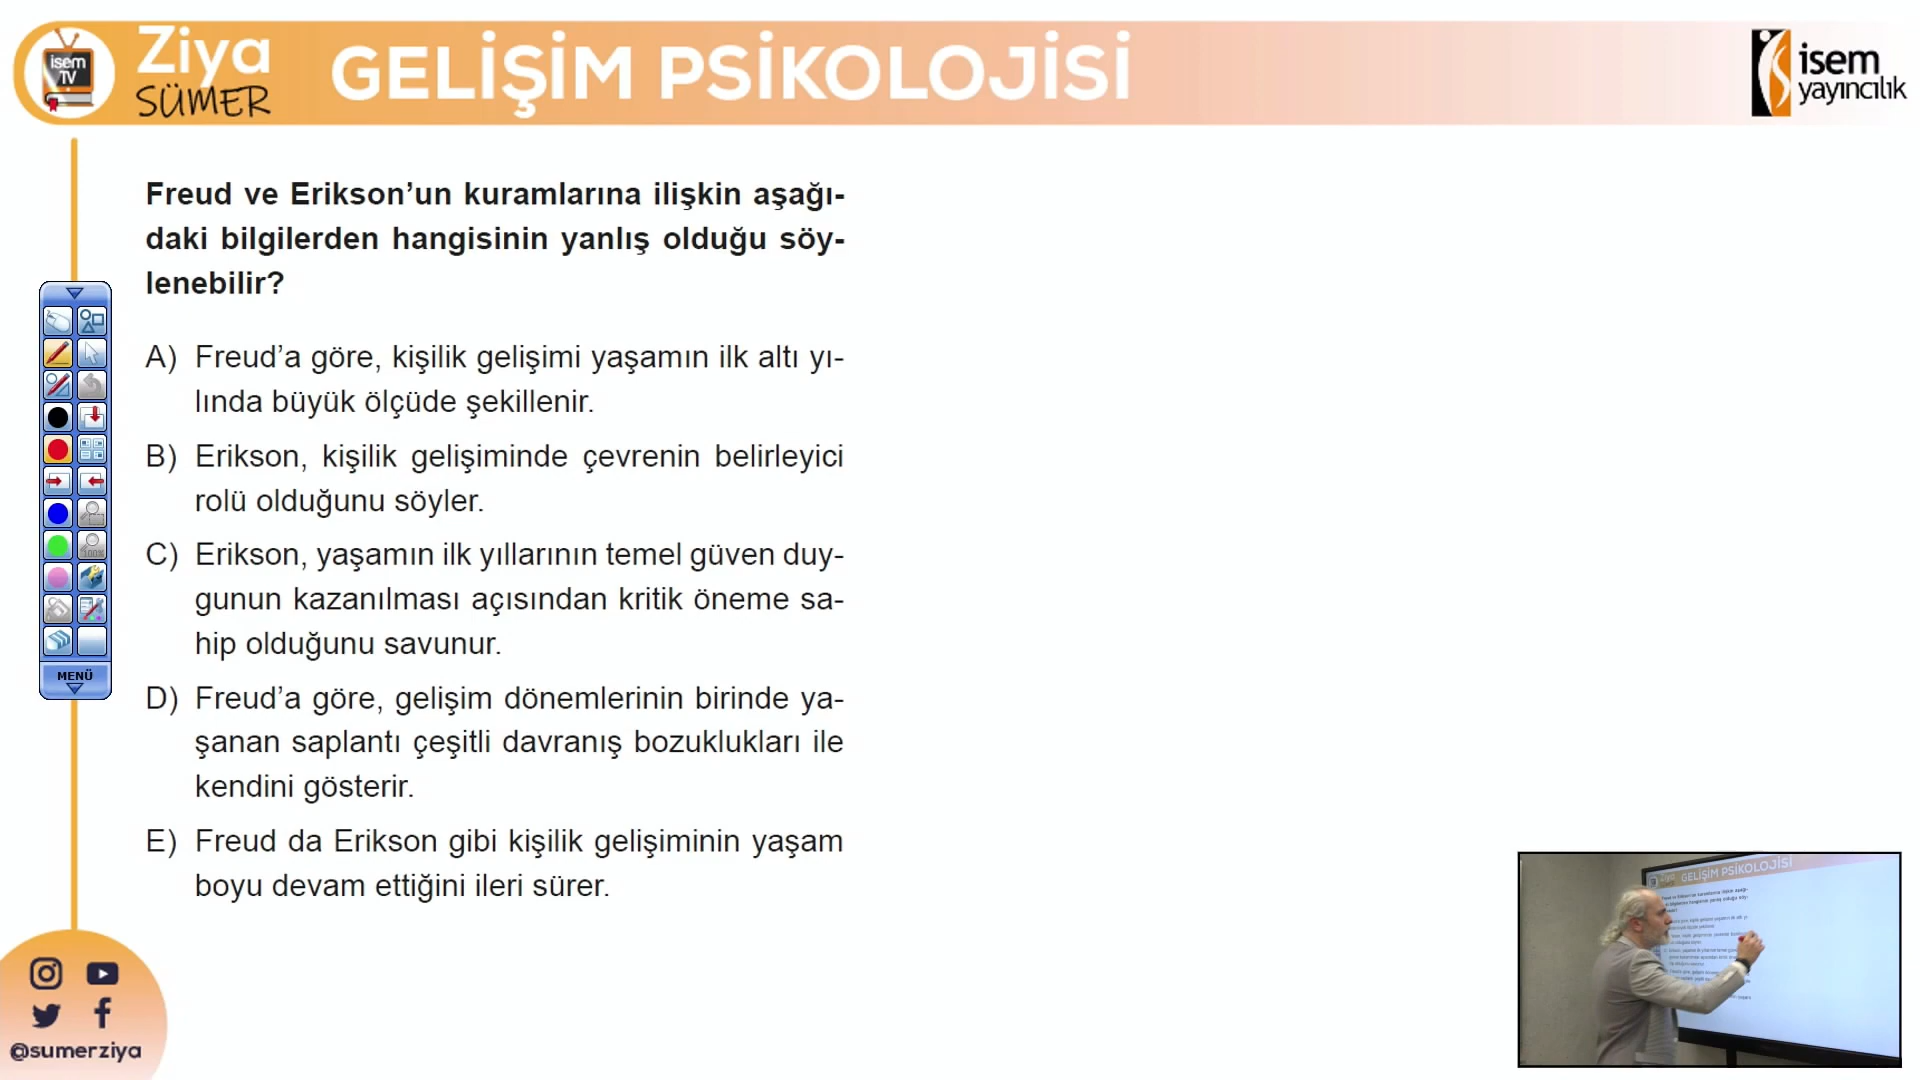 isem
TV
Ziya
SÜMER
GELİŞİM PSİKOLOJİSİ
isem
yayıncılık
Freud ve Erikson’un kuramlarına ilişkin aşağı-
daki bilgilerden hangisinin yanlış olduğu söy-
lenebilir?
A) Freud’a göre, kişilik gelişimi yaşamın ilk altı yı-
lında büyük ölçüde şekillenir.
B) Erikson, kişilik gelişiminde çevrenin belirleyici
rolü olduğunu söyler.
C) Erikson, yaşamın ilk yıllarının temel güven duy-
gunun kazanılması açısından kritik öneme sa-
hip olduğunu savunur.
D) Freud’a göre, gelişim dönemlerinin birinde ya-
şanan saplantı çeşitli davranış bozuklukları ile
kendini gösterir.
E) Freud da Erikson gibi kişilik gelişiminin yaşam
boyu devam ettiğini ileri sürer.
100%
MENÜ
@sumerziya
GELİŞİM PSİKOLOJİSİ